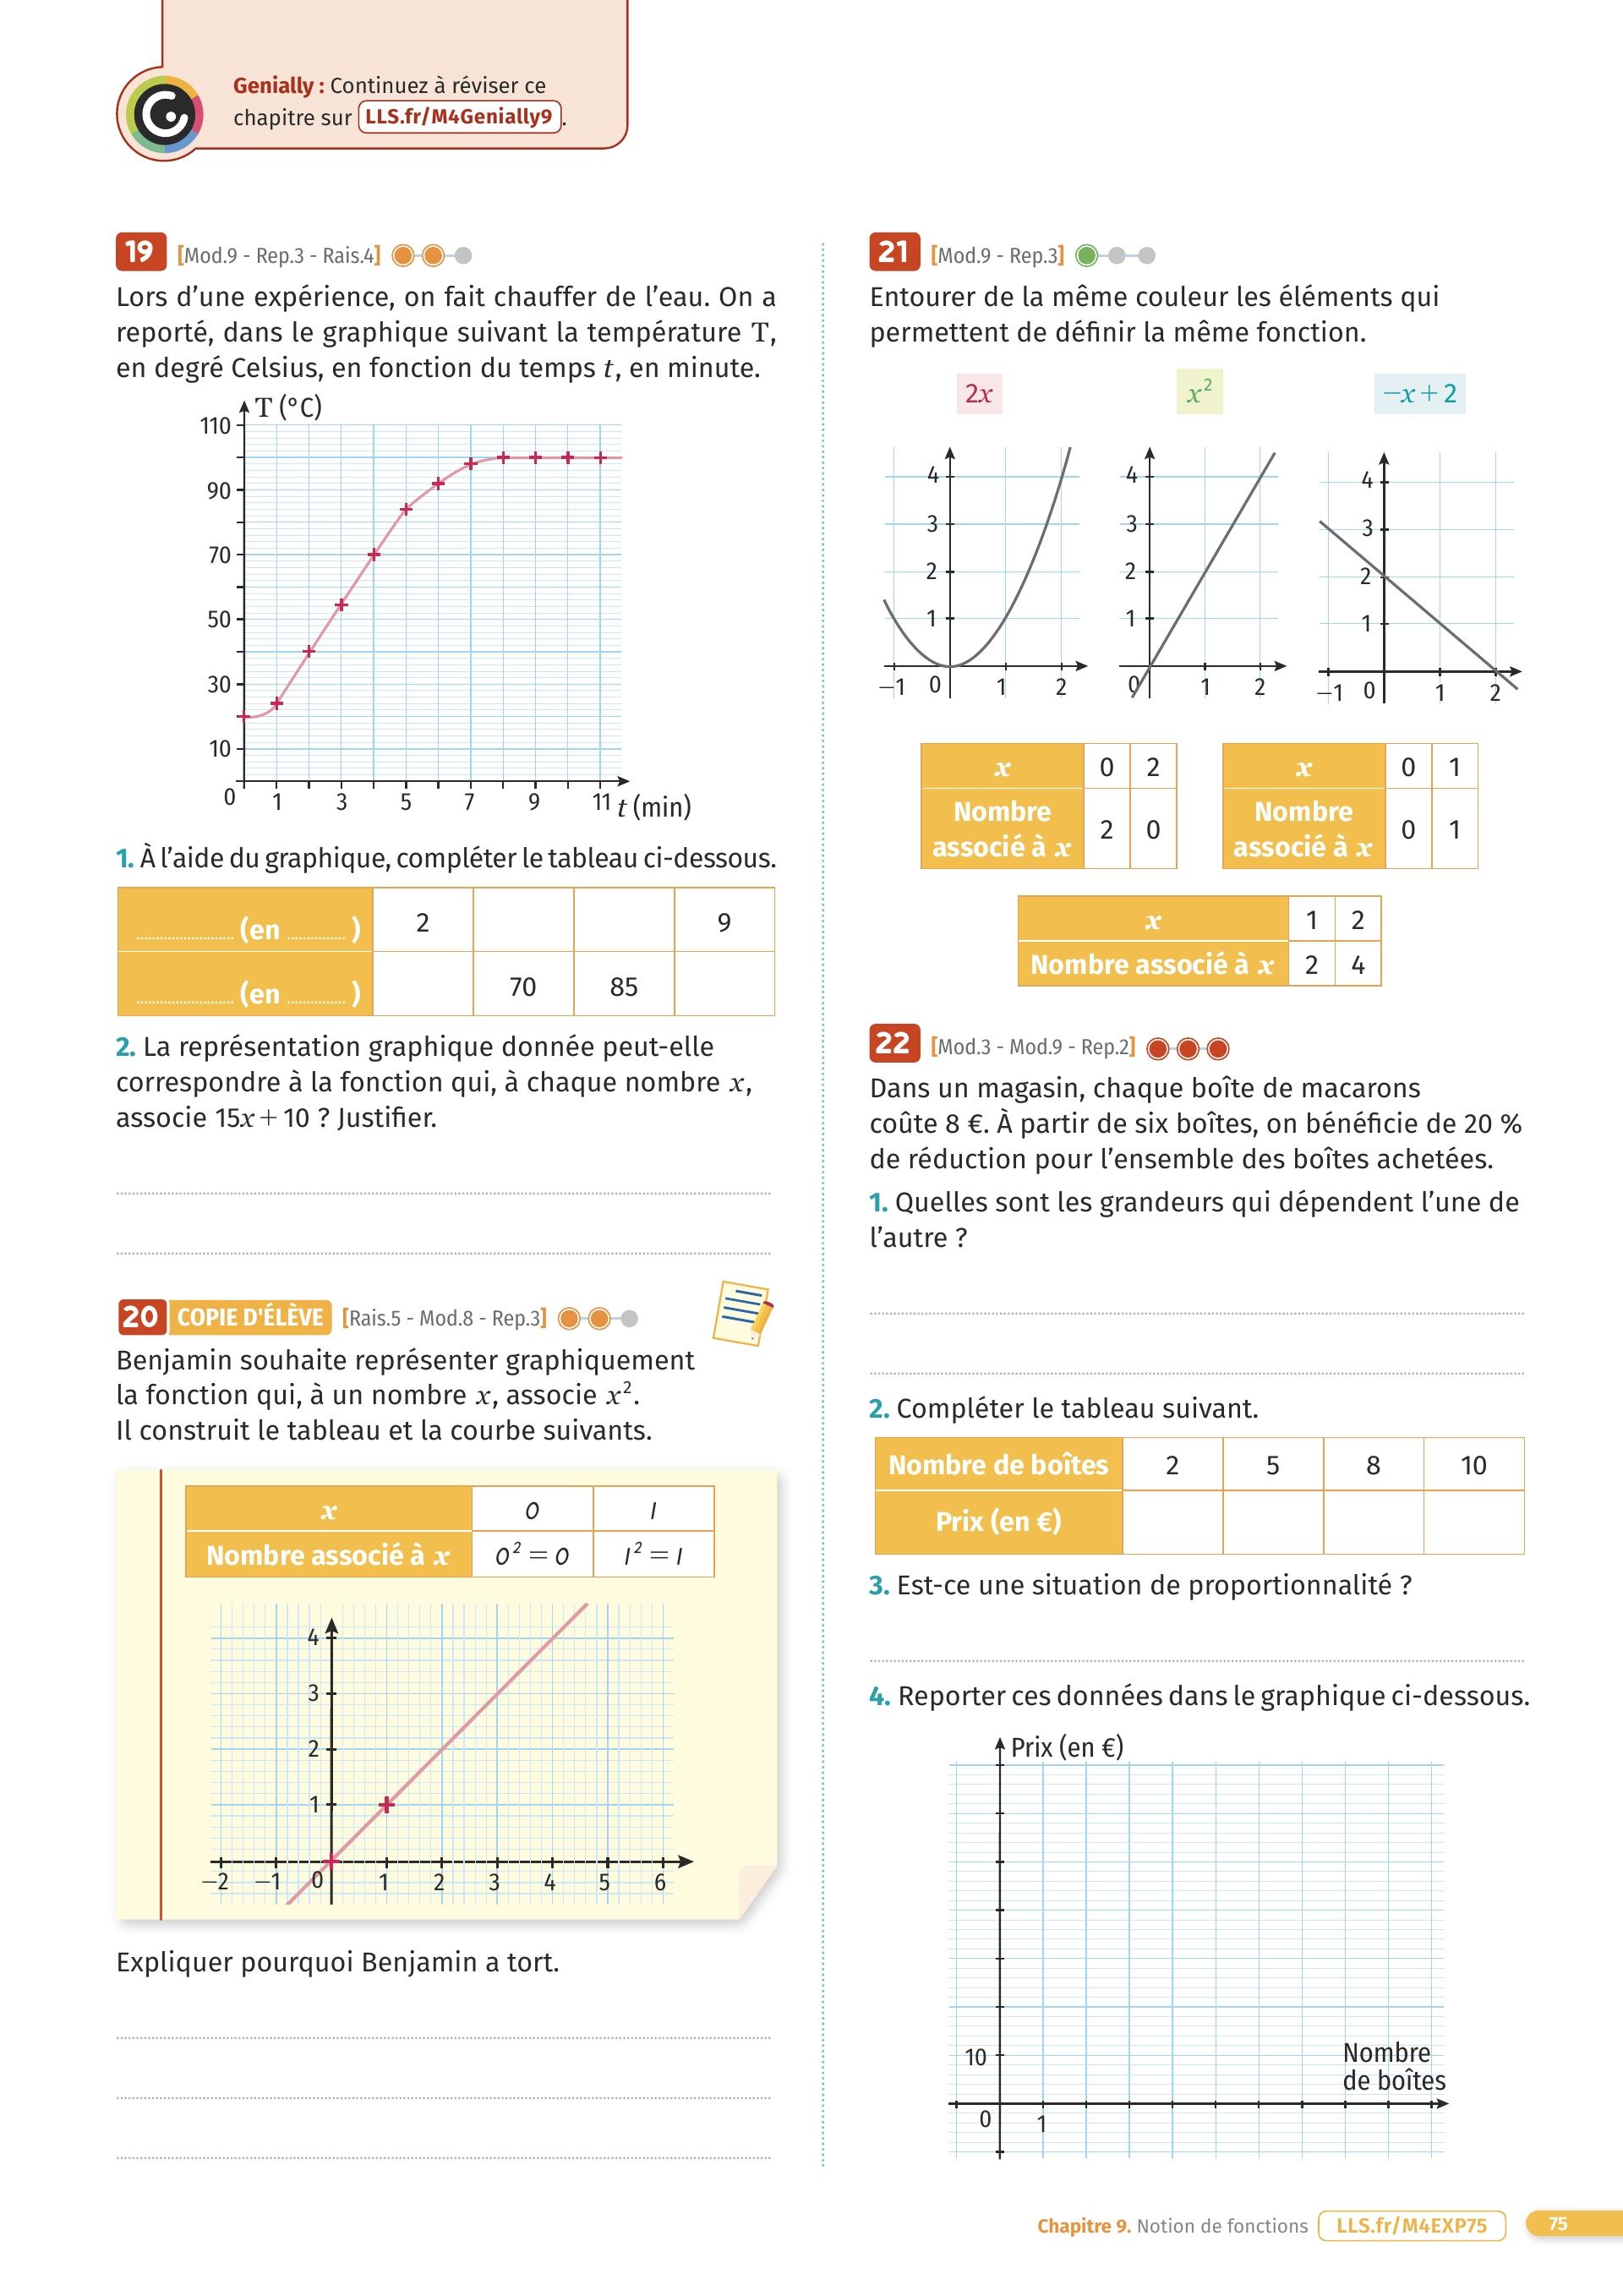 Genially : Continuez à réviser ce
chapitre sur LLS.fr/M4Genially9.
19 [Mod.9 - Rep.3 - Rais.4]
Lors d’une expérience, on fait chauffer de l’eau. On a
reporté, dans le graphique suivant la température T,
en degré Celsius, en fonction du temps t, en minute.
T (°C)
110
90
70
50
30
10
0 1 3 5 7 9 11 t (min)
1. À l’aide du graphique, compléter le tableau ci-dessous.
(en ) 2 9
(en ) 70 85
2. La représentation graphique donnée peut-elle
correspondre à la fonction qui, à chaque nombre x,
associe 15x + 10 ? Justifier.
20 COPIE D'ÉLÈVE [Rais.5 - Mod.8 - Rep.3]
Benjamin souhaite représenter graphiquement
la fonction qui, à un nombre x, associe x².
Il construit le tableau et la courbe suivants.
x 0 1
Nombre associé à x 0² = 0 1² = 1
4
3
2
1
−2 −1 0 1 2 3 4 5 6
Expliquer pourquoi Benjamin a tort.
21 [Mod.9 - Rep.3]
Entourer de la même couleur les éléments qui
permettent de définir la même fonction.
2x x² −x + 2
4
3
2
1
−1 0 1 2
4
3
2
1
0 1 2
4
3
2
1
−1 0 1 2
x 0 2
Nombre
associé à x 2 0
x 0 1
Nombre
associé à x 0 1
x 1 2
Nombre associé à x 2 4
22 [Mod.3 - Mod.9 - Rep.2]
Dans un magasin, chaque boîte de macarons
coûte 8 €. À partir de six boîtes, on bénéficie de 20 %
de réduction pour l’ensemble des boîtes achetées.
1. Quelles sont les grandeurs qui dépendent l’une de
l’autre ?
2. Compléter le tableau suivant.
Nombre de boîtes 2 5 8 10
Prix (en €)
3. Est-ce une situation de proportionnalité ?
4. Reporter ces données dans le graphique ci-dessous.
Prix (en €)
10
Nombre
de boîtes
0 1
Chapitre 9. Notion de fonctions LLS.fr/M4EXP75 75